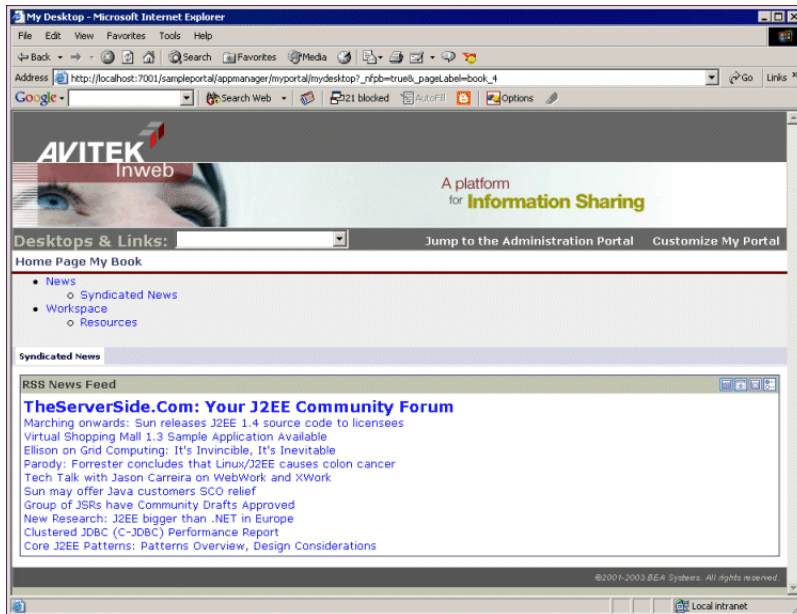 My Desktop - Microsoft Internet Explorer
File Edit View Favorites Tools Help
Back Search Favorites Media
Address http://localhost:7001/sampleportal/appmanager/myportal/mydesktop?_nfpb=true&_pageLabel=book_4 Go Links »
Google Search Web 21 blocked AutoFill Options
AVITEK
Inweb
A platform
for Information Sharing
Desktops & Links: Jump to the Administration Portal Customize My Portal
Home Page My Book
News
Syndicated News
Workspace
Resources
Syndicated News
RSS News Feed
TheServerSide.Com: Your J2EE Community Forum
Marching onwards: Sun releases J2EE 1.4 source code to licensees
Virtual Shopping Mall 1.3 Sample Application Available
Ellison on Grid Computing: It's Invincible, It's Inevitable
Parody: Forrester concludes that Linux/J2EE causes colon cancer
Tech Talk with Jason Carreira on WebWork and XWork
Sun may offer Java customers SCO relief
Group of JSRs have Community Drafts Approved
New Research: J2EE bigger than .NET in Europe
Clustered JDBC (C-JDBC) Performance Report
Core J2EE Patterns: Patterns Overview, Design Considerations
©2001-2003 BEA Systems. All rights reserved.
Local intranet